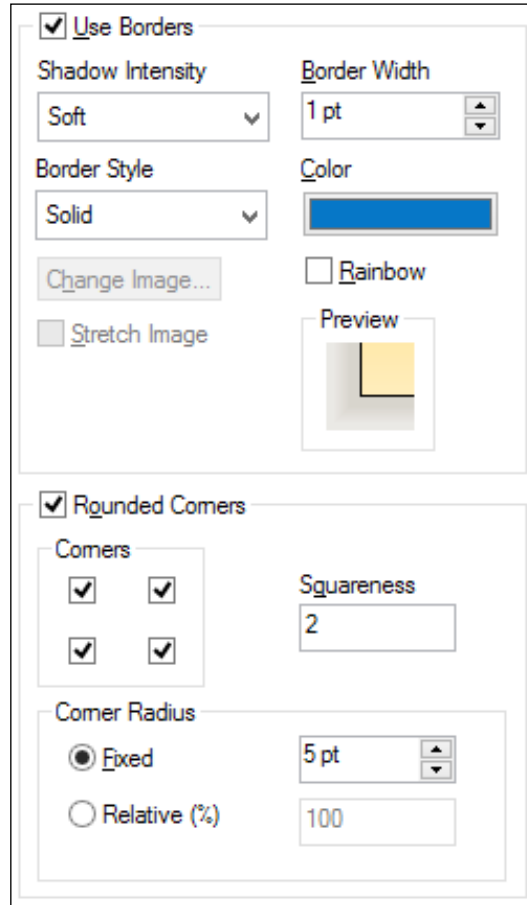 Use Borders
Shadow Intensity
Border Width
Soft
1 pt
Border Style
Color
Solid
Change Image...
Rainbow
Stretch Image
Preview
Rounded Corners
Corners
Squareness
2
Corner Radius
Fixed
5 pt
Relative (%)
100